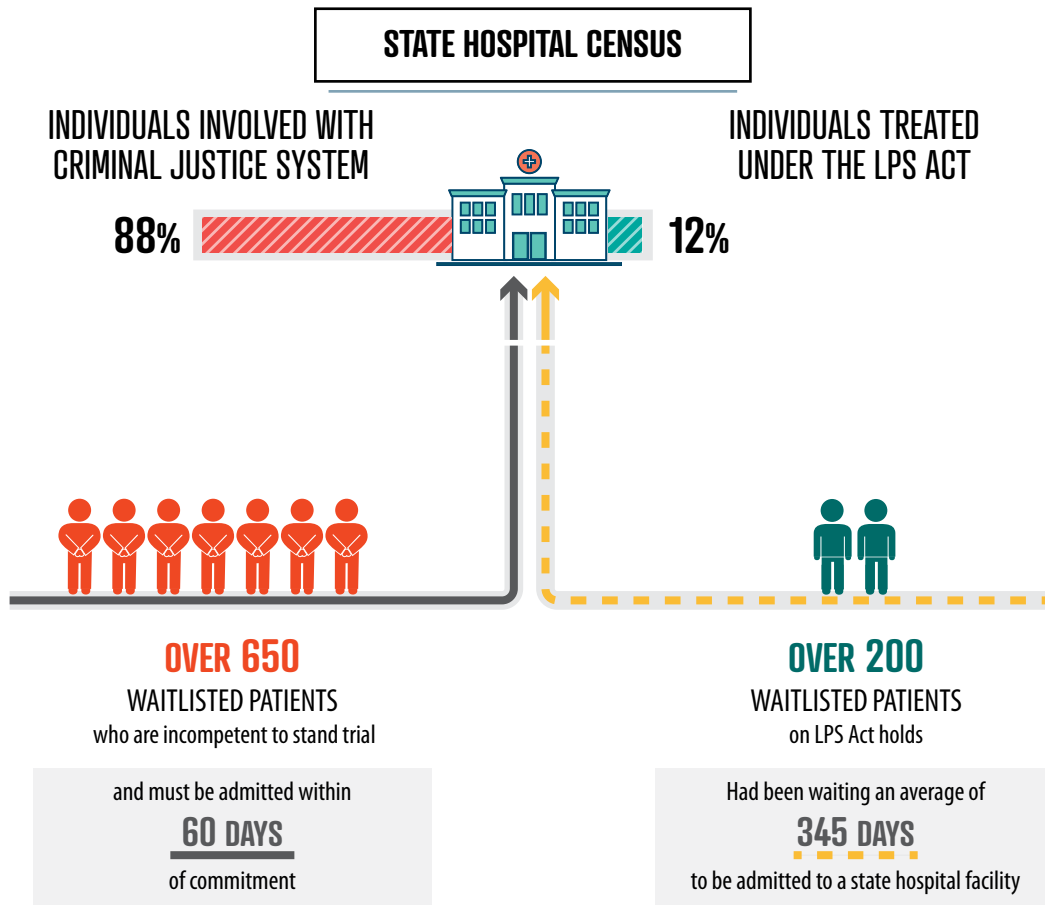 STATE HOSPITAL CENSUS
INDIVIDUALS INVOLVED WITH
CRIMINAL JUSTICE SYSTEM
88%
INDIVIDUALS TREATED
UNDER THE LPS ACT
12%
OVER 650
WAITLISTED PATIENTS
who are incompetent to stand trial
and must be admitted within
60 DAYS
of commitment
OVER 200
WAITLISTED PATIENTS
on LPS Act holds
Had been waiting an average of
345 DAYS
to be admitted to a state hospital facility